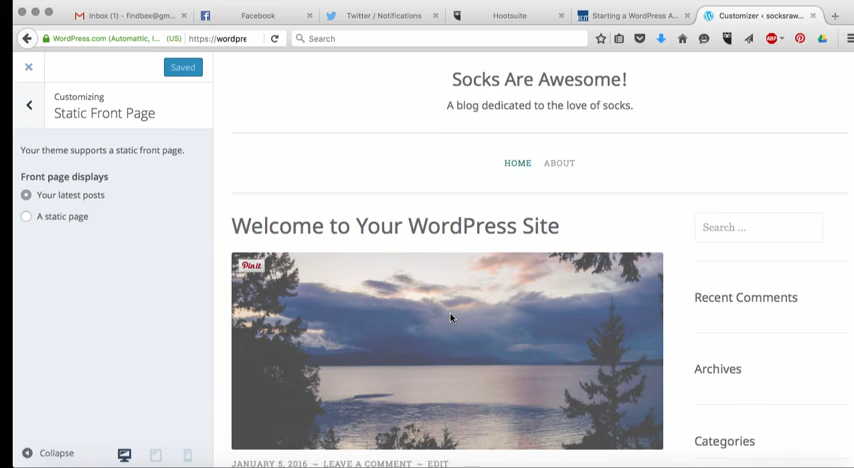 Inbox (1) - findbex@gm...
Facebook
Twitter / Notifications
Hootsuite
Starting a WordPress A...
Customizer ‹ socksraw...
WordPress.com (Automattic, I... (US)
https://wordpre
Search
ABP
Saved
Customizing
Static Front Page
Your theme supports a static front page.
Front page displays
Your latest posts
A static page
Collapse
Socks Are Awesome!
A blog dedicated to the love of socks.
HOME ABOUT
Welcome to Your WordPress Site
Pin it
JANUARY 5, 2016 ~ LEAVE A COMMENT ~ EDIT
Search ...
Recent Comments
Archives
Categories